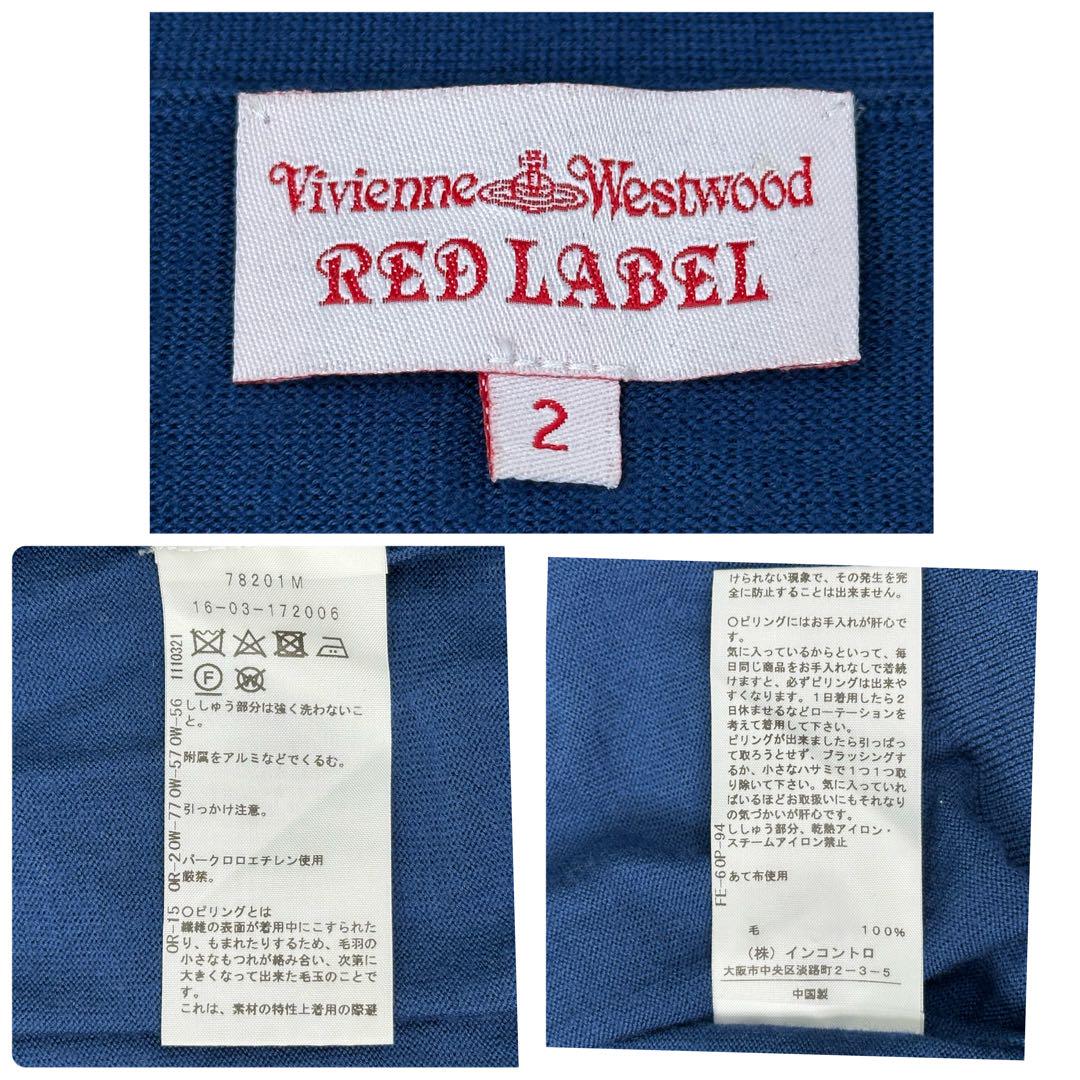 Vivienne Westwood
RED LABEL
2
78201M
16-03-172006
F W
ししゅう部分は強く洗わないこ
と。
附属をアルミなどでくるむ。
引っかけ注意。
パークロロエチレン使用
厳禁。
〇ピリングとは
繊維の表面が着用中にこすられた
り、もまれたりするため、毛羽の
小さなもつれが絡み合い、次第に
大きくなって出来た毛玉のことで
す。
これは、素材の特性上着用の際避
OR-15 OR-20W-770W-570W-56 1110321
けられない現象で、その発生を完
全に防止することは出来ません。
〇ピリングにはお手入れが肝心で
す。
気に入っているからといって、毎
日同じ商品をお手入れなしで着続
けますと、必ずピリングは出来や
すくなります。1日着用したら2
日休ませるなどローテーションを
考えて着用して下さい。
ピリングが出来ましたら引っぱっ
て取ろうとせず、ブラッシングす
るか、小さなハサミで1つ1つ取
り除いて下さい。気に入っていれ
ばいるほどお取扱いにもそれなり
の気づかいが肝心です。
ししゅう部分、乾熱アイロン・
スチームアイロン禁止
あて布使用
FE-60P-94
毛 100%
(株)インコントロ
大阪市中央区淡路町2-3-5
中国製